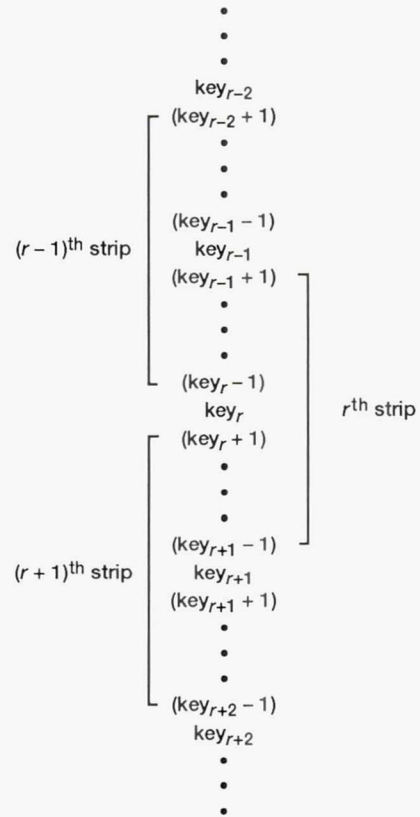 •
•
•
key_{r−2}
(key_{r−2} + 1)
•
•
•
(key_{r−1} − 1)
(r − 1)^{th} strip
key_{r−1}
(key_{r−1} + 1)
•
•
•
(key_r − 1)
key_r
r^{th} strip
(key_r + 1)
•
•
•
(key_{r+1} − 1)
(r + 1)^{th} strip
key_{r+1}
(key_{r+1} + 1)
•
•
•
(key_{r+2} − 1)
key_{r+2}
•
•
•